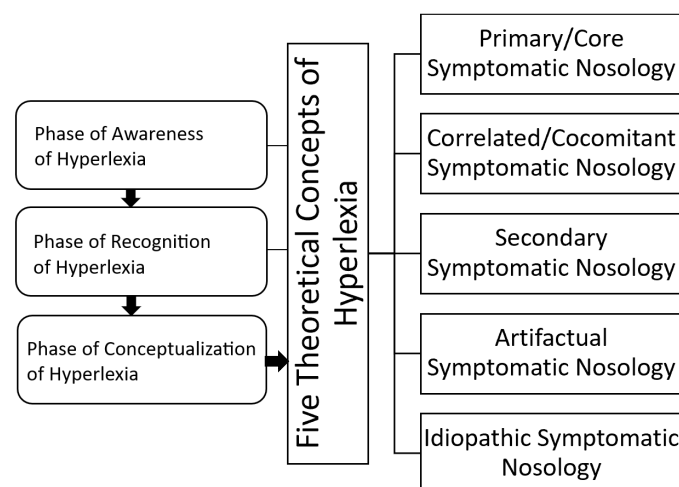 Phase of Awareness
of Hyperlexia
Phase of Recognition
of Hyperlexia
Phase of Conceptualization
of Hyperlexia
Five Theoretical Concepts of
Hyperlexia
Primary/Core
Symptomatic Nosology
Correlated/Cocomitant
Symptomatic Nosology
Secondary
Symptomatic Nosology
Artifactual
Symptomatic Nosology
Idiopathic Symptomatic
Nosology